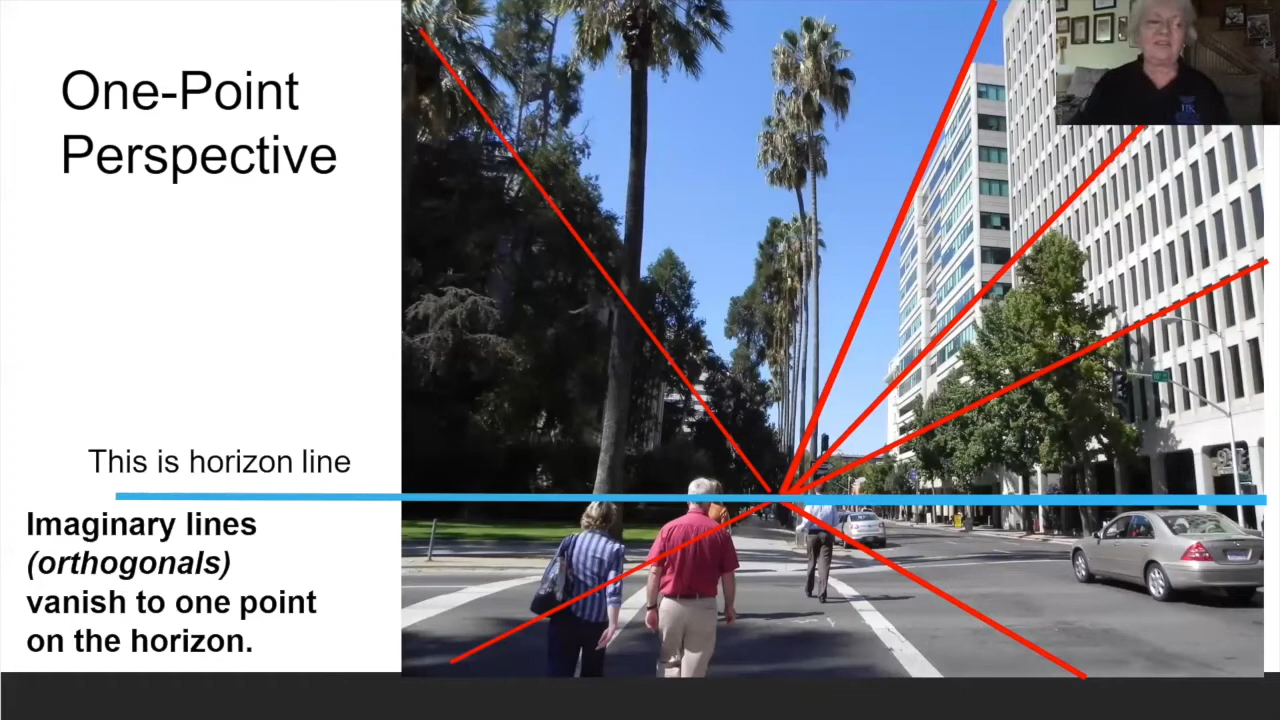 One-Point
Perspective
This is horizon line
Imaginary lines
(orthogonals)
vanish to one point
on the horizon.